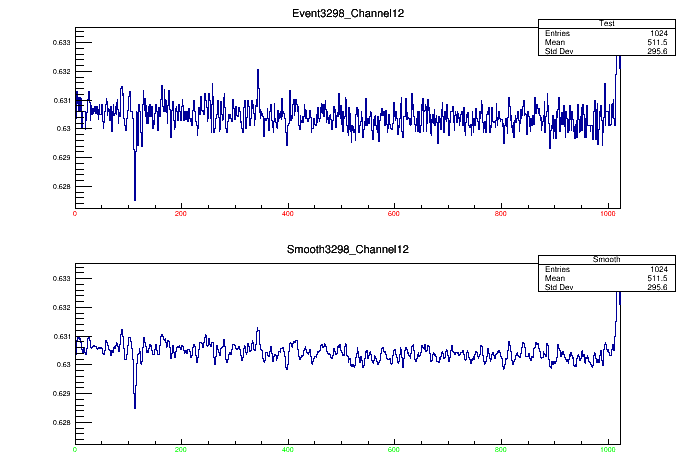 Event3298_Channel12
Test
Entries 1024
Mean 511.5
Std Dev 295.6
0.633
0.632
0.631
0.63
0.629
0.628
0 200 400 600 800 1000
Smooth3298_Channel12
Smooth
Entries 1024
Mean 511.5
Std Dev 295.6
0.633
0.632
0.631
0.63
0.629
0.628
0 200 400 600 800 1000